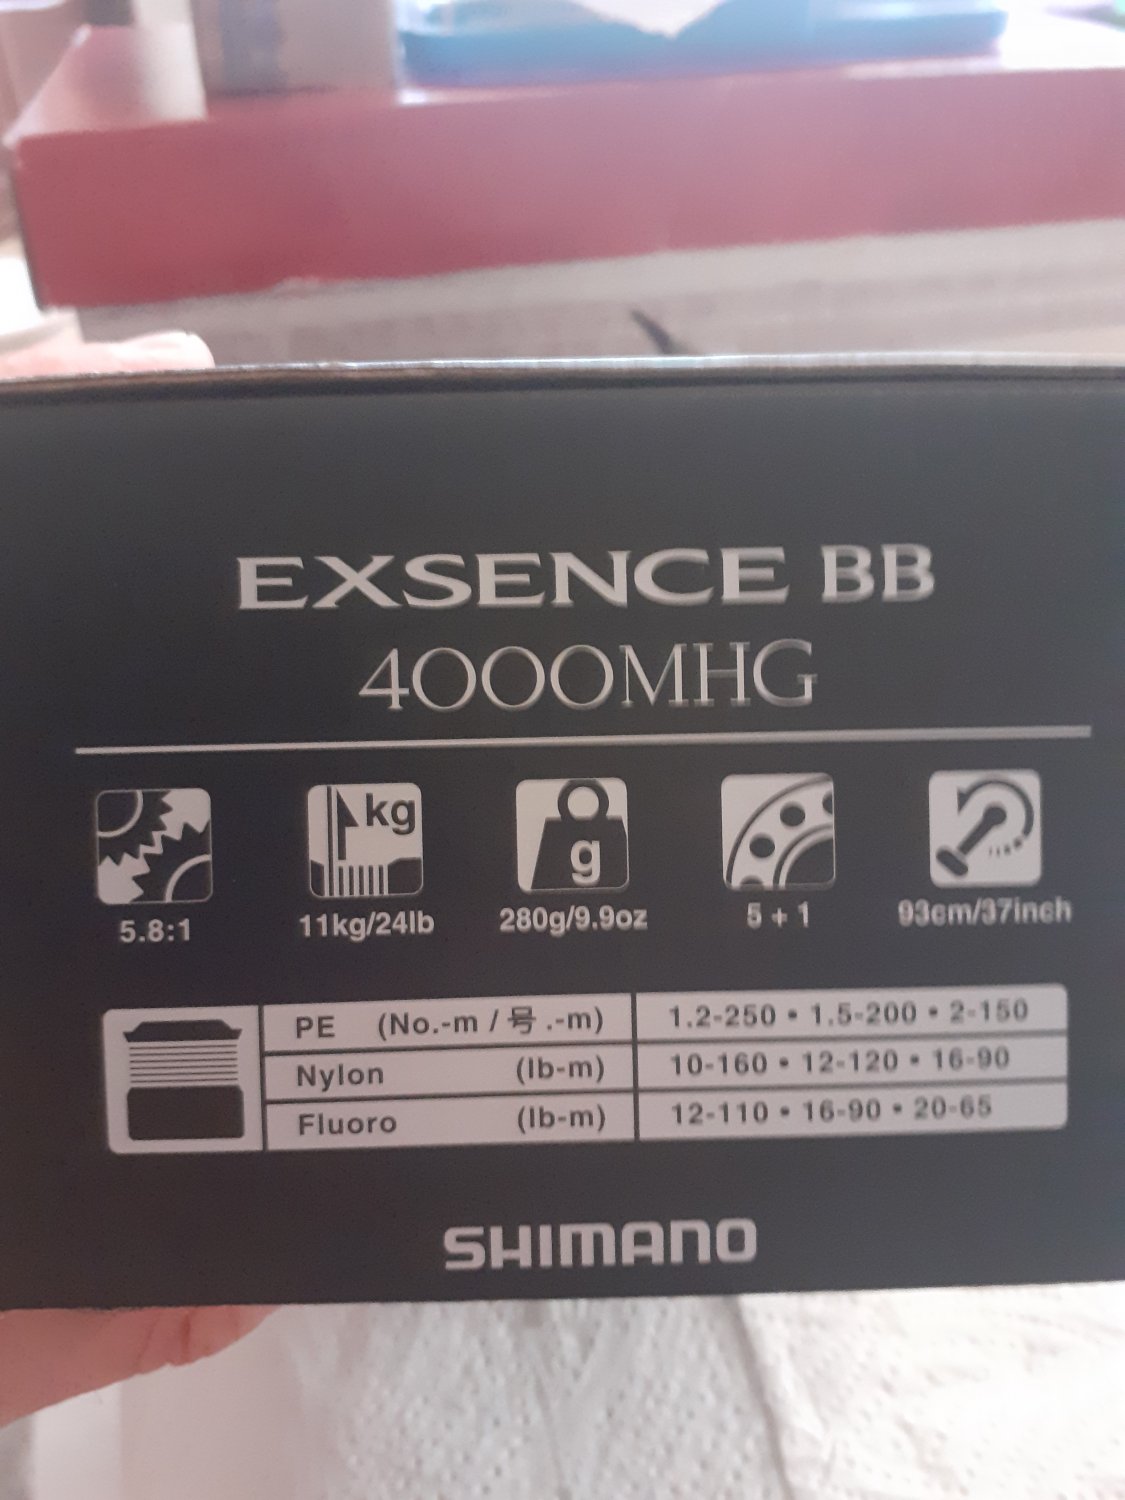 EXSENCE BB
4000MHG
kg
g
5.8:1 11kg/24lb 280g/9.9oz 5 + 1 93cm/37inch
PE (No.-m / 号.-m) 1.2-250 • 1.5-200 • 2-150
Nylon (lb-m) 10-160 • 12-120 • 16-90
Fluoro (lb-m) 12-110 • 16-90 • 20-65
SHIMANO